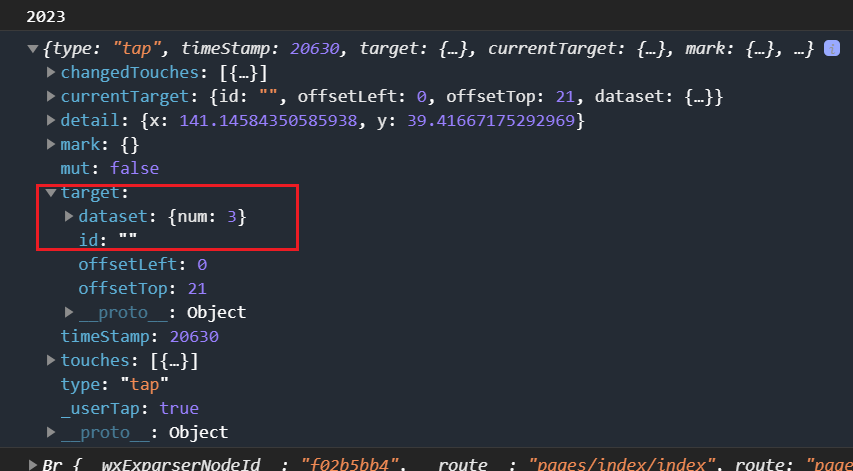 2023
{type: "tap", timeStamp: 20630, target: {…}, currentTarget: {…}, mark: {…}, …} i
changedTouches: [{…}]
currentTarget: {id: "", offsetLeft: 0, offsetTop: 21, dataset: {…}}
detail: {x: 141.14584350585938, y: 39.41667175292969}
mark: {}
mut: false
target:
dataset: {num: 3}
id: ""
offsetLeft: 0
offsetTop: 21
__proto__: Object
timeStamp: 20630
touches: [{…}]
type: "tap"
_userTap: true
__proto__: Object
Br {__wxExparserNodeId__: "f02b5bb4", __route__: "pages/index/index", route: "page